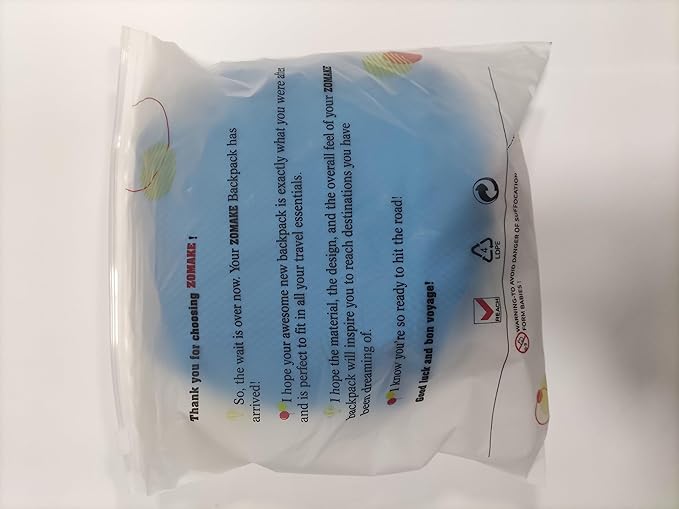 Thank you for choosing ZOMAKE !
So, the wait is over now. Your ZOMAKE Backpack has
arrived!
I hope your awesome new backpack is exactly what you were after
and is perfect to fit in all your travel essentials.
I hope the material, the design, and the overall feel of your ZOMAKE
backpack will inspire you to reach destinations you have
been dreaming of.
I know you're so ready to hit the road!
Good luck and bon voyage!
REACH
4
LDPE
WARNING-TO AVOID DANGER OF SUFFOCATION
FORM BABIES !